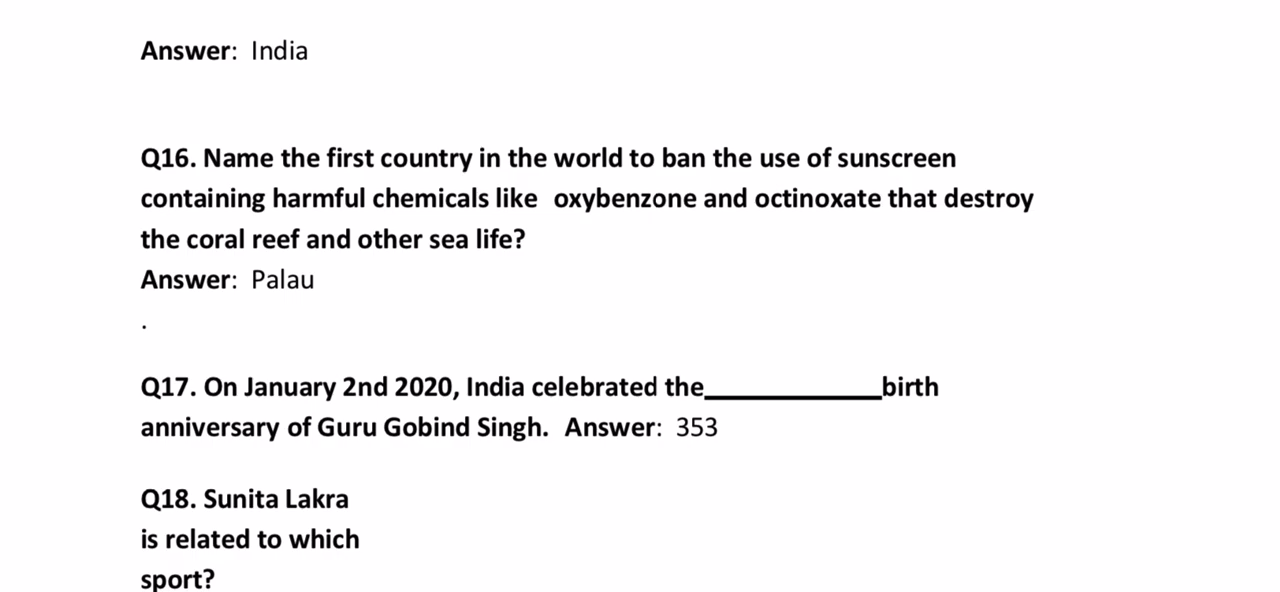 Answer: India
Q16. Name the first country in the world to ban the use of sunscreen
containing harmful chemicals like oxybenzone and octinoxate that destroy
the coral reef and other sea life?
Answer: Palau
.
Q17. On January 2nd 2020, India celebrated the_____________birth
anniversary of Guru Gobind Singh. Answer: 353
Q18. Sunita Lakra
is related to which
sport?